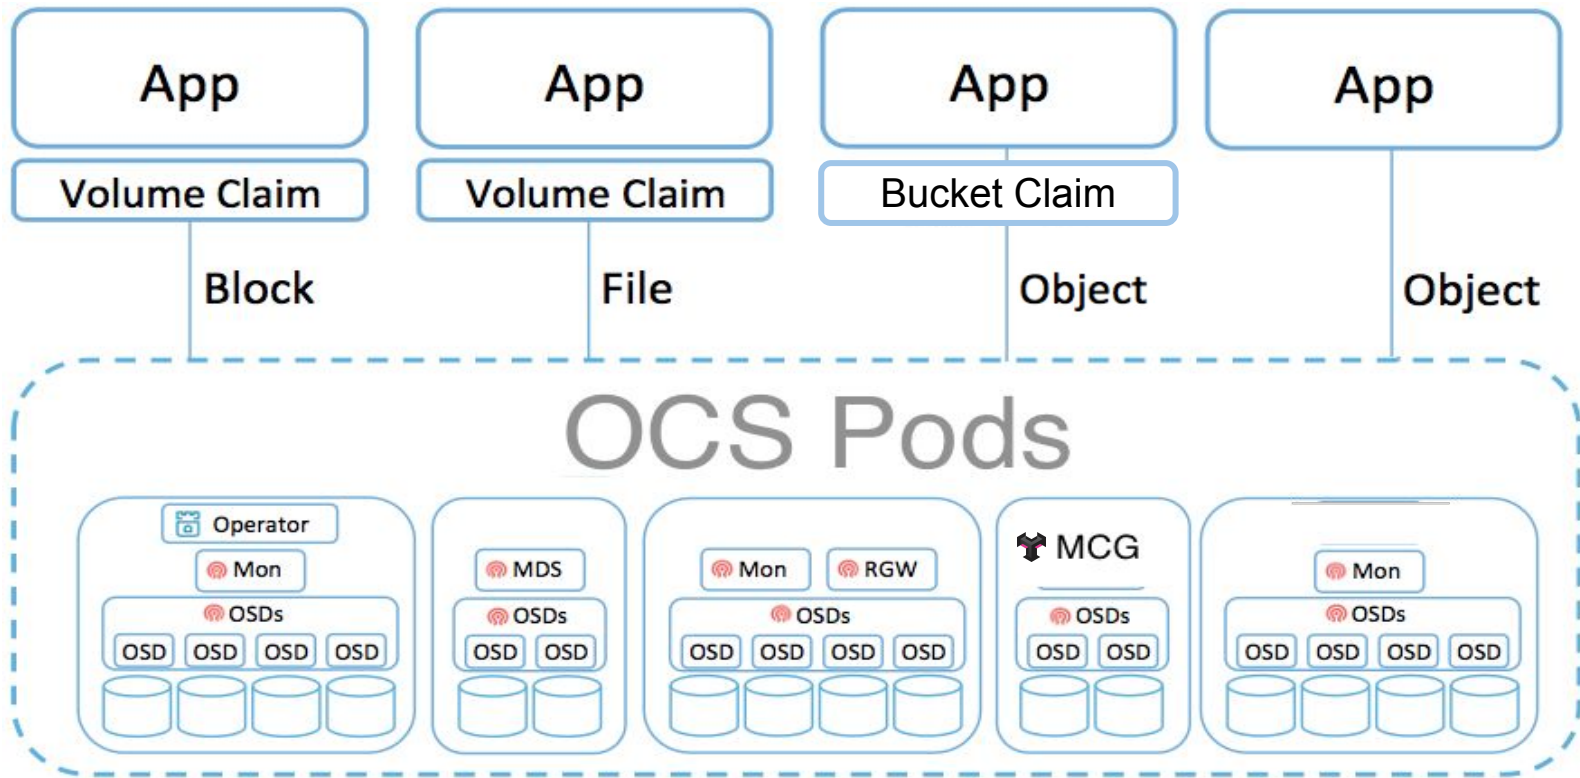 App
App
App
App
Volume Claim
Volume Claim
Bucket Claim
Block
File
Object
Object
OCS Pods
Operator
Mon
OSDs
OSD OSD OSD OSD
MDS
OSDs
OSD OSD
Mon
RGW
OSDs
OSD OSD OSD OSD
MCG
OSDs
OSD OSD
Mon
OSDs
OSD OSD OSD OSD